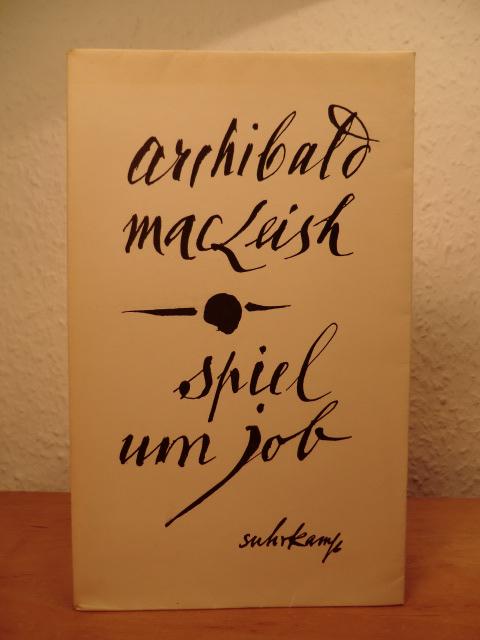 archibald
macLeish
spiel
um job
suhrkamp